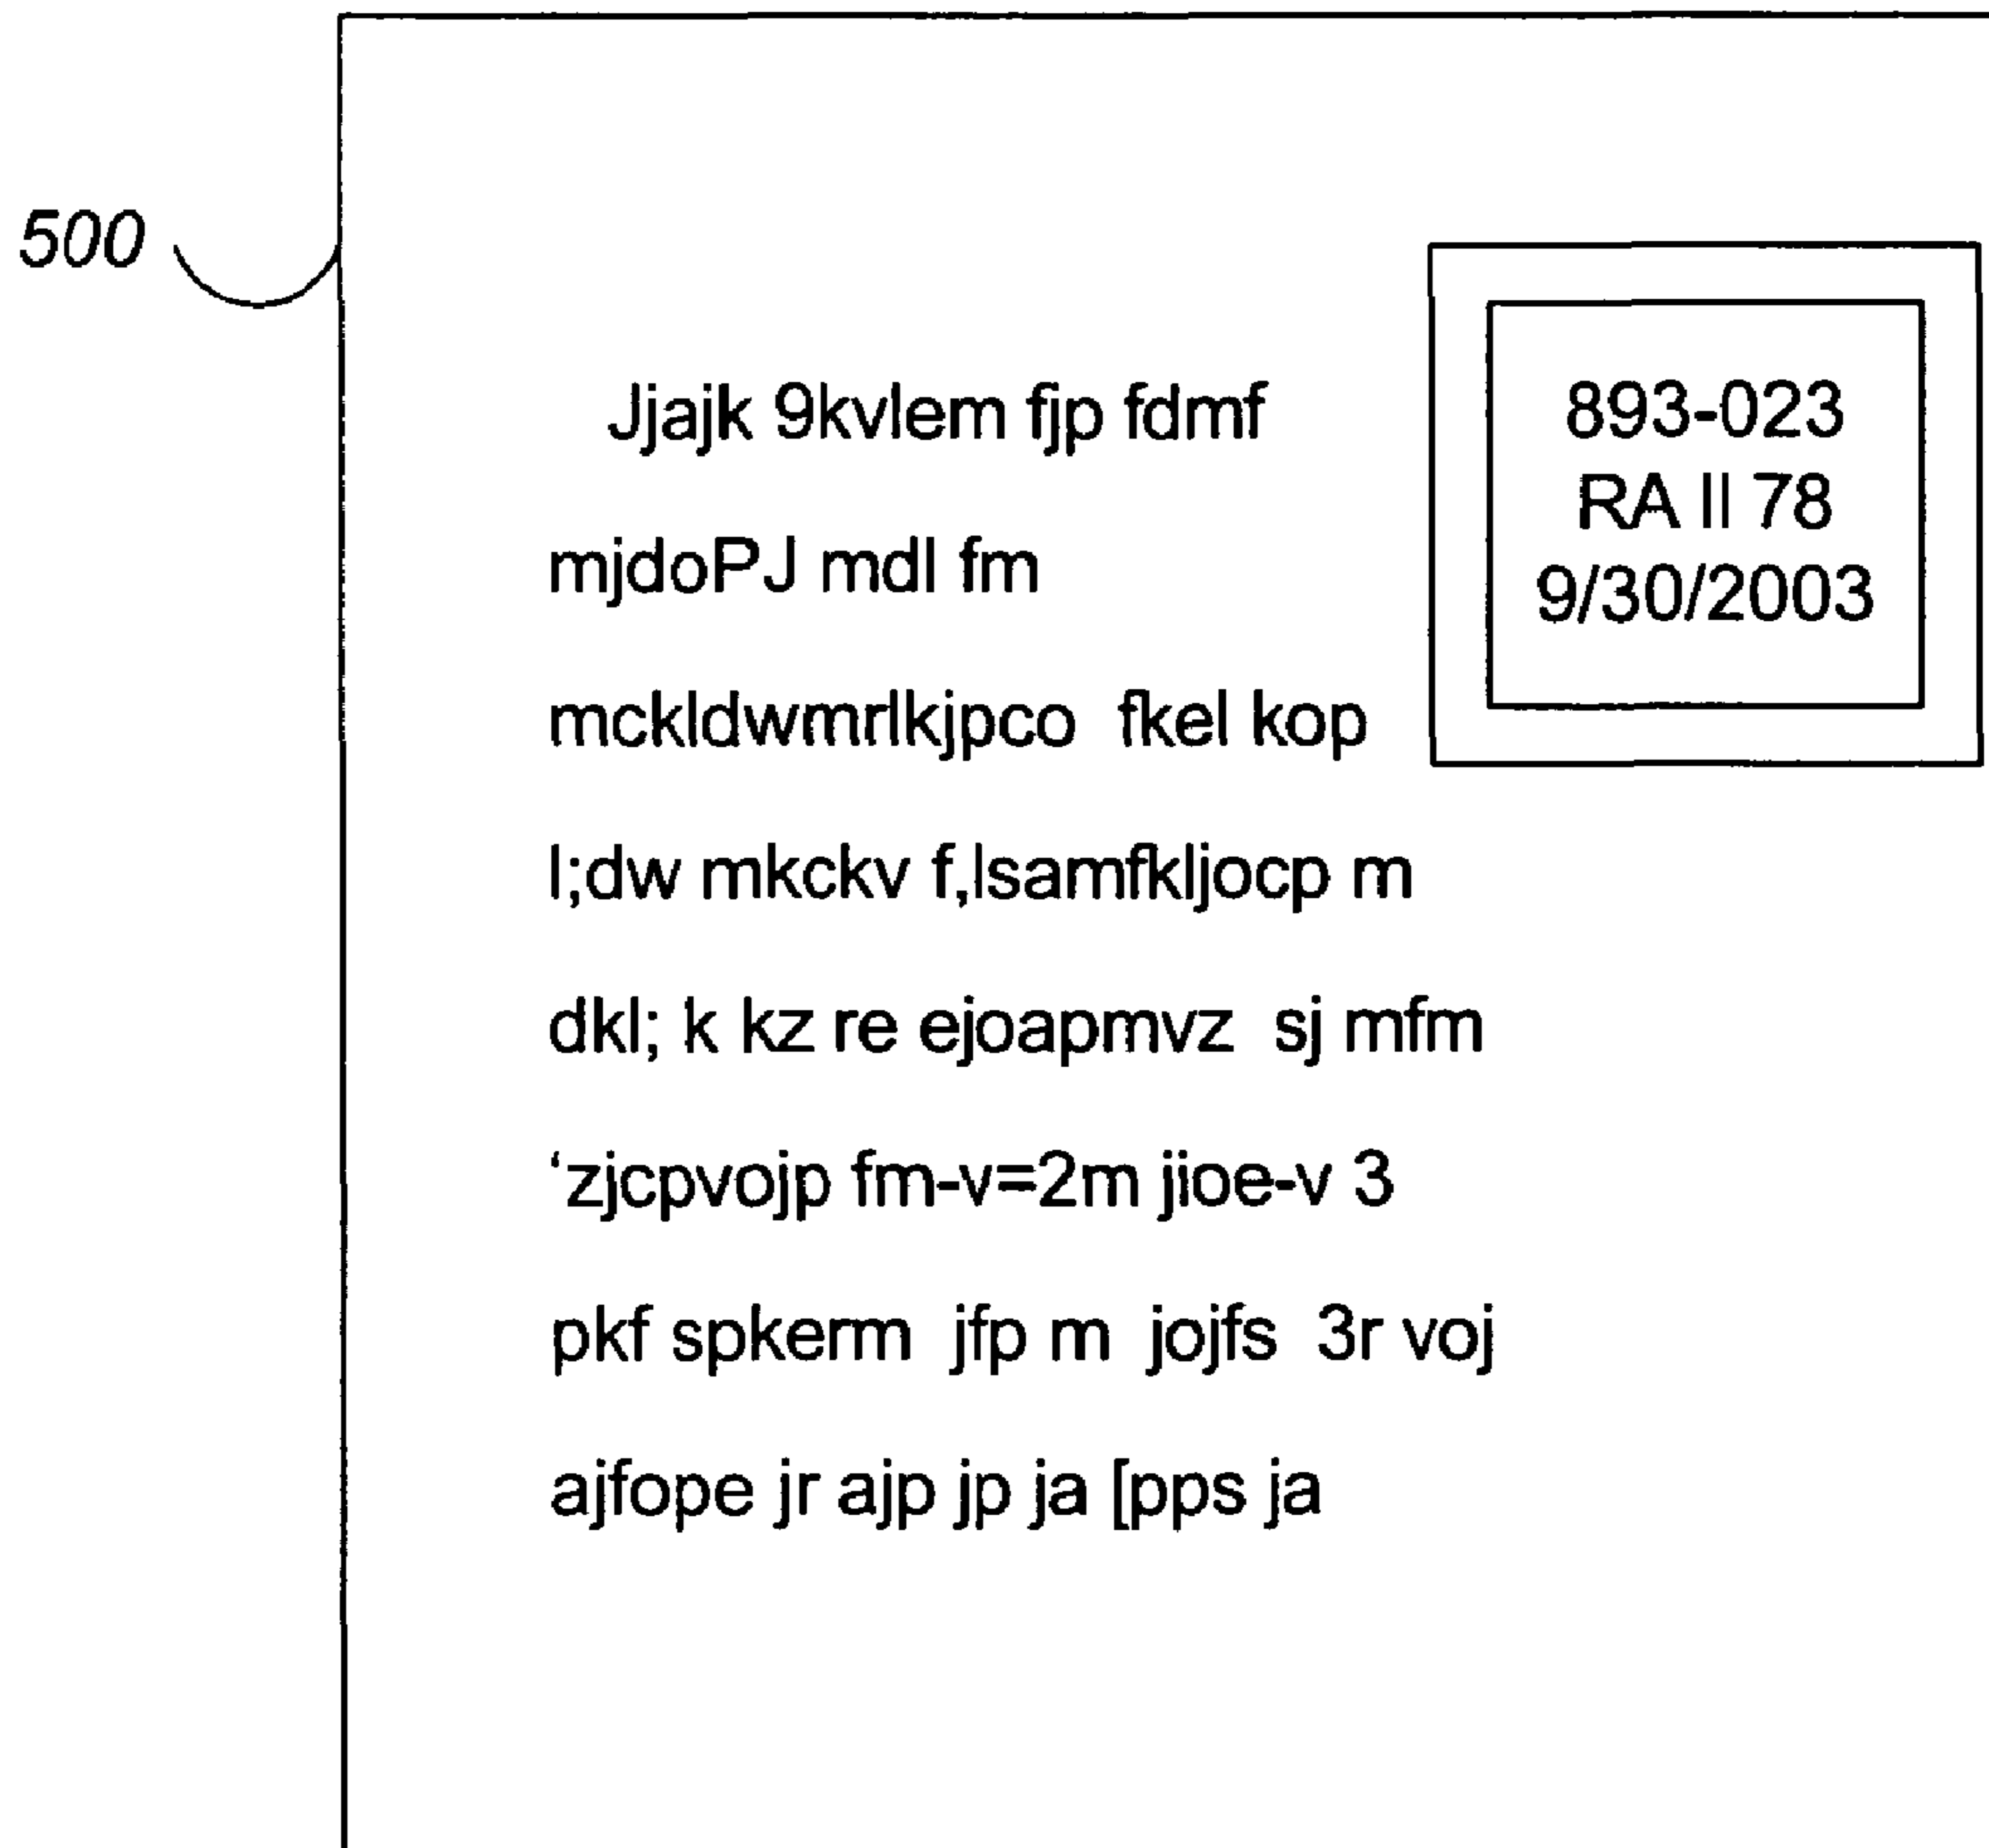 500
Jjajk 9kvlem fjp fdmf
mjdoPJ mdl fm
mckldwmrlkjpco fkel kop
l;dw mkckv f,lsamfkljocp m
dkl; k kz re ejoapmvz sj mfm
‘zjcpvojp fm-v=2m jioe-v 3
pkf spkerm jfp m jojfs 3r voj
ajfope jr ajp jp ja [pps ja
893-023
RA II 78
9/30/2003